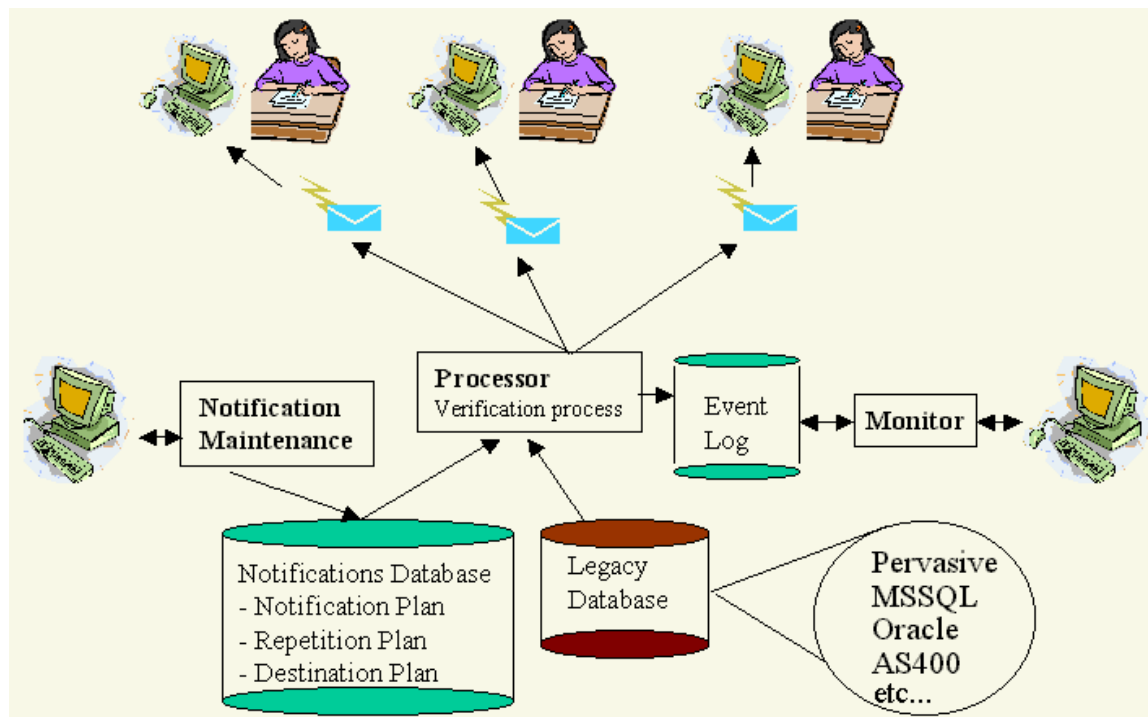 Notification
Maintenance
Processor
Verification process
Event
Log
Monitor
Notifications Database
- Notification Plan
- Repetition Plan
- Destination Plan
Legacy
Database
Pervasive
MSSQL
Oracle
AS400
etc...